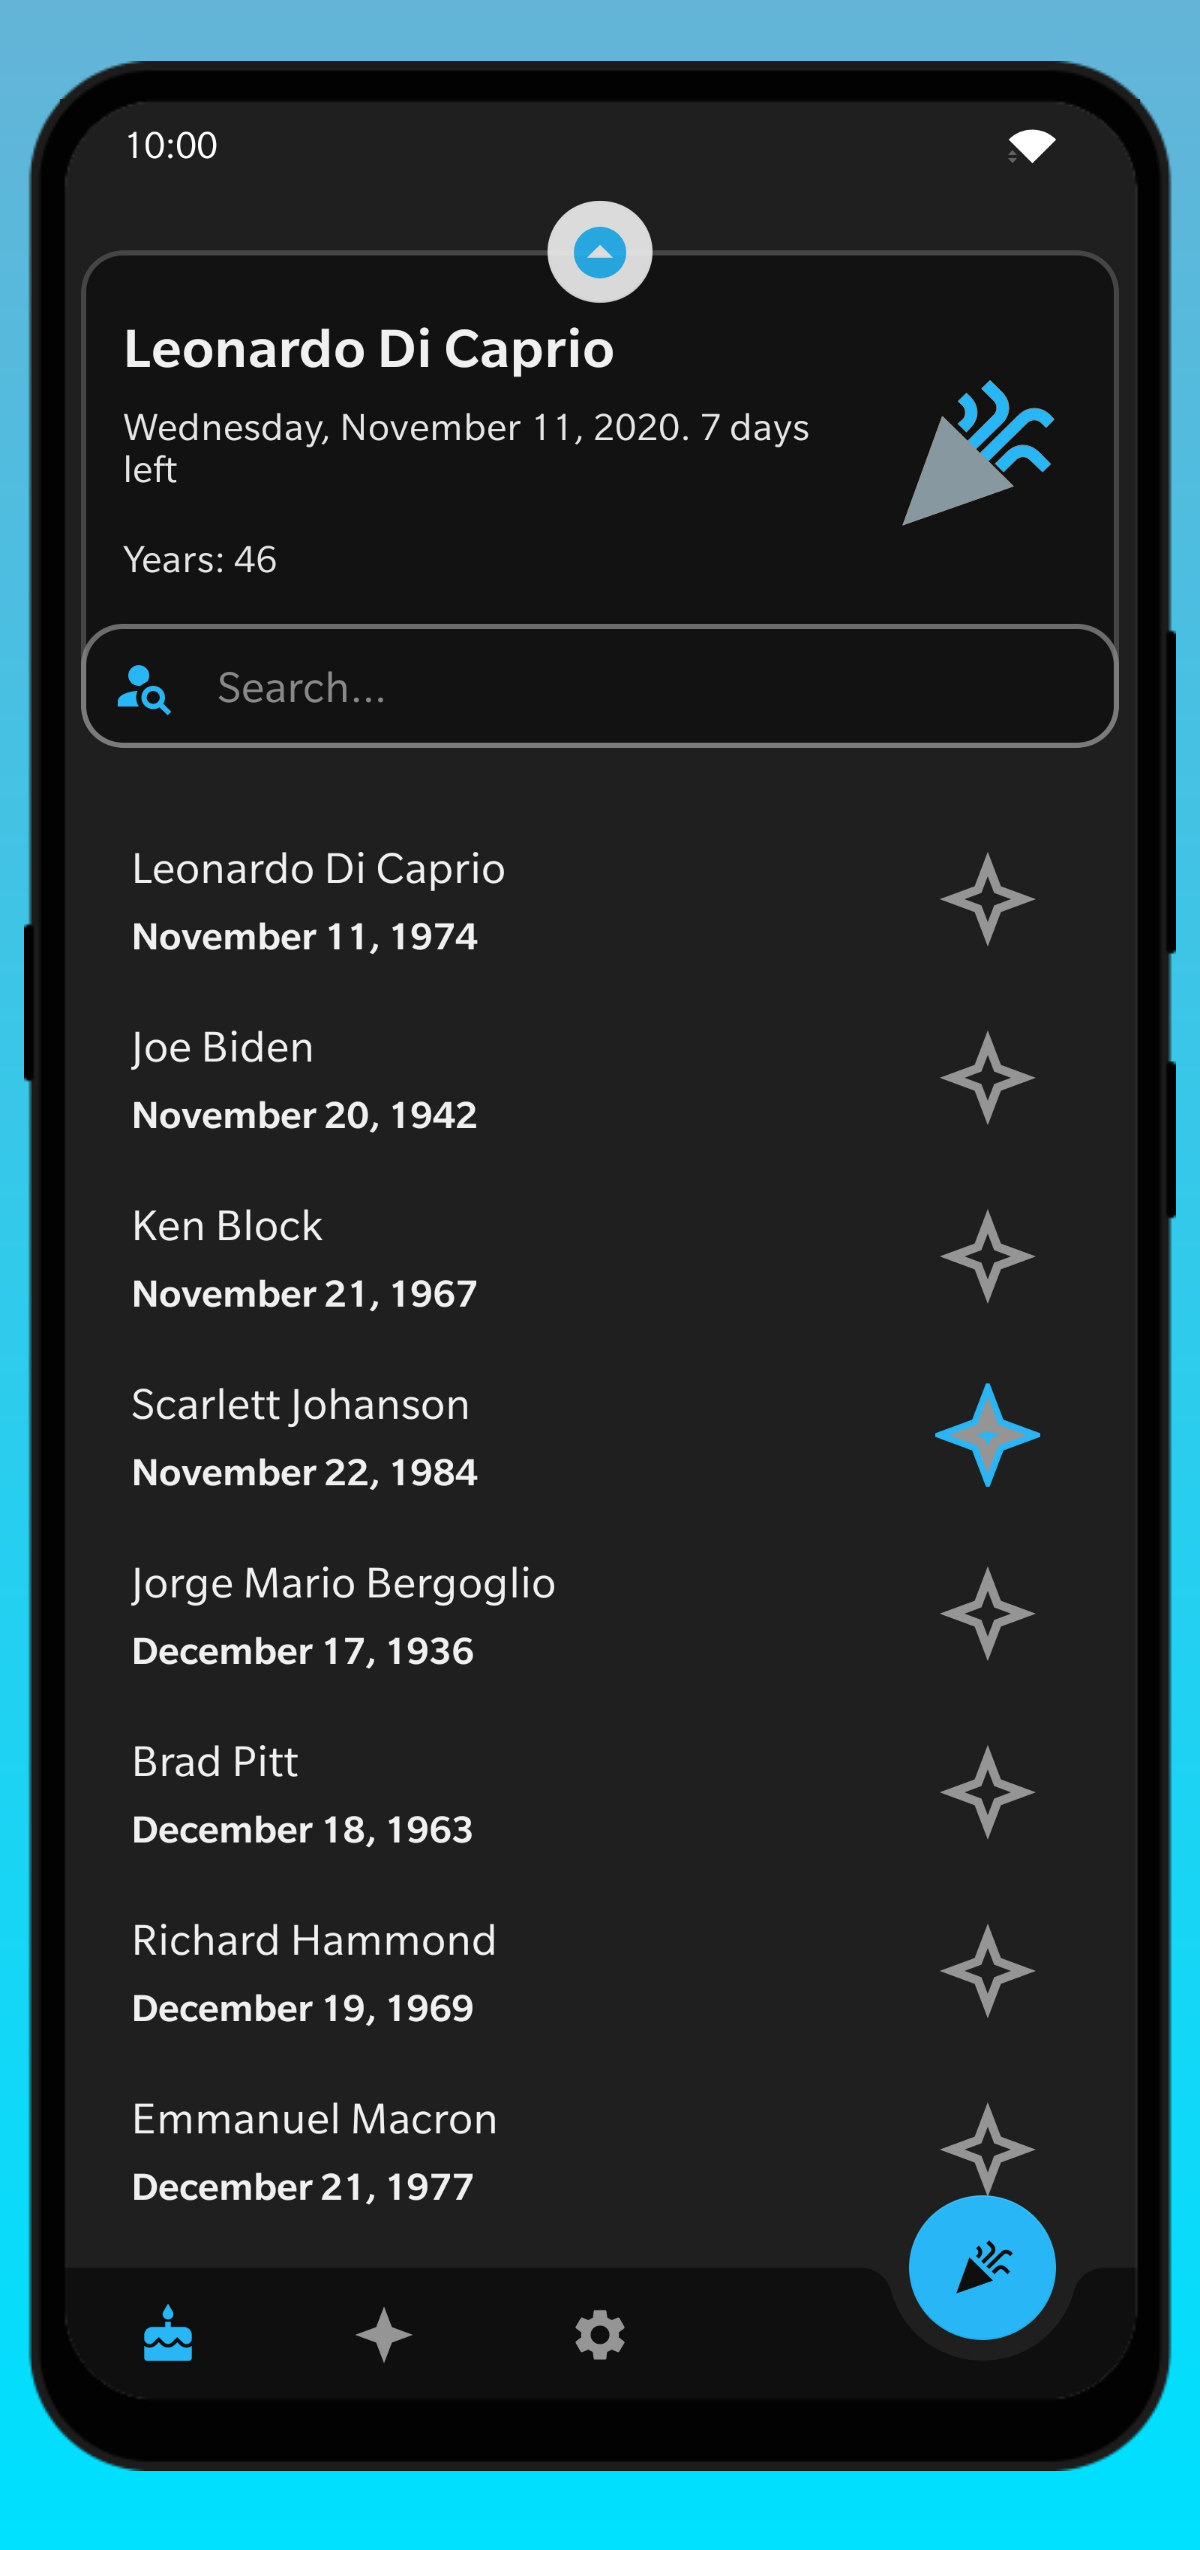 10:00
Leonardo Di Caprio
Wednesday, November 11, 2020. 7 days
left
Years: 46
Search...
Leonardo Di Caprio
November 11, 1974
Joe Biden
November 20, 1942
Ken Block
November 21, 1967
Scarlett Johanson
November 22, 1984
Jorge Mario Bergoglio
December 17, 1936
Brad Pitt
December 18, 1963
Richard Hammond
December 19, 1969
Emmanuel Macron
December 21, 1977